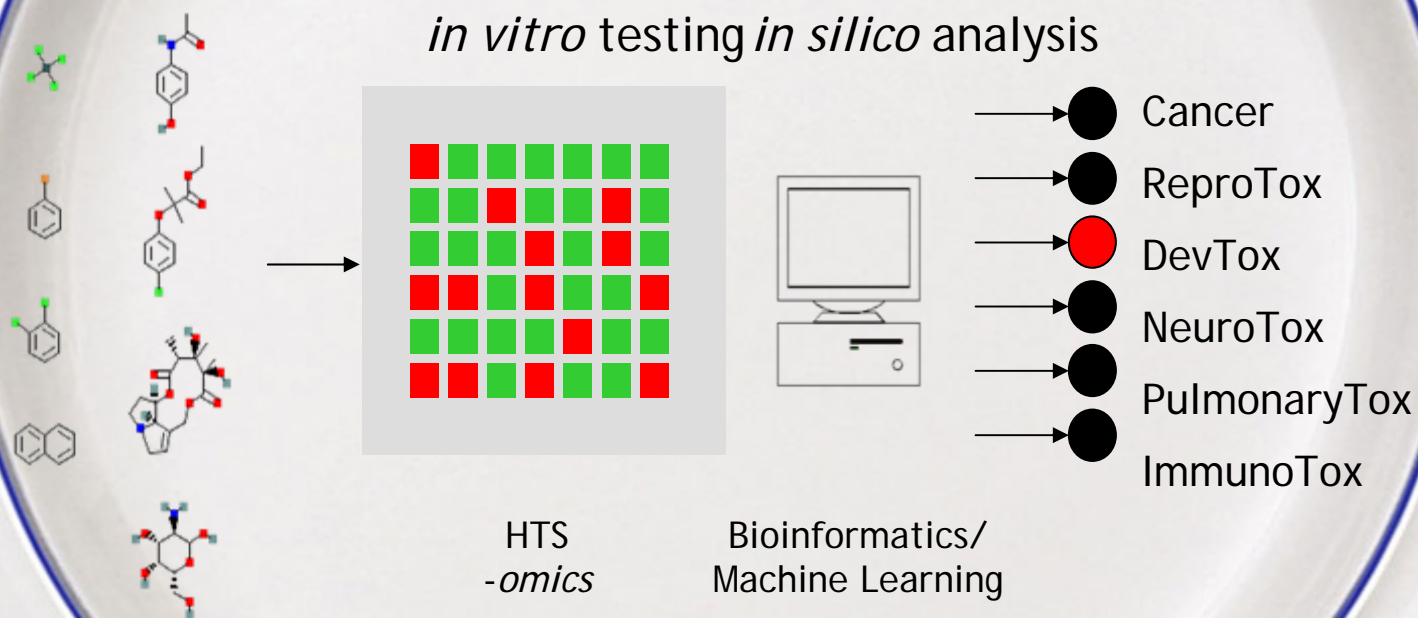 in vitro testing in silico analysis
Cancer
ReproTox
DevTox
NeuroTox
PulmonaryTox
ImmunoTox
HTS
-omics
Bioinformatics/
Machine Learning